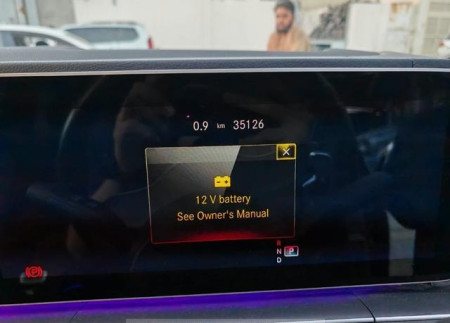 0.9 km 35126
12 V battery
See Owner's Manual
R
N P
D